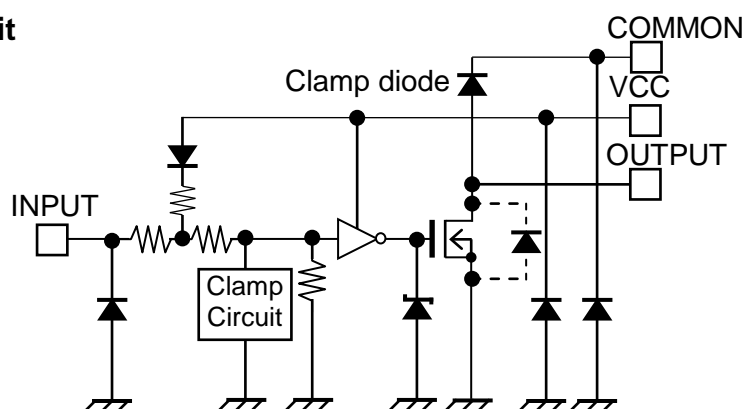 it
COMMON
Clamp diode
VCC
OUTPUT
INPUT
Clamp
Circuit